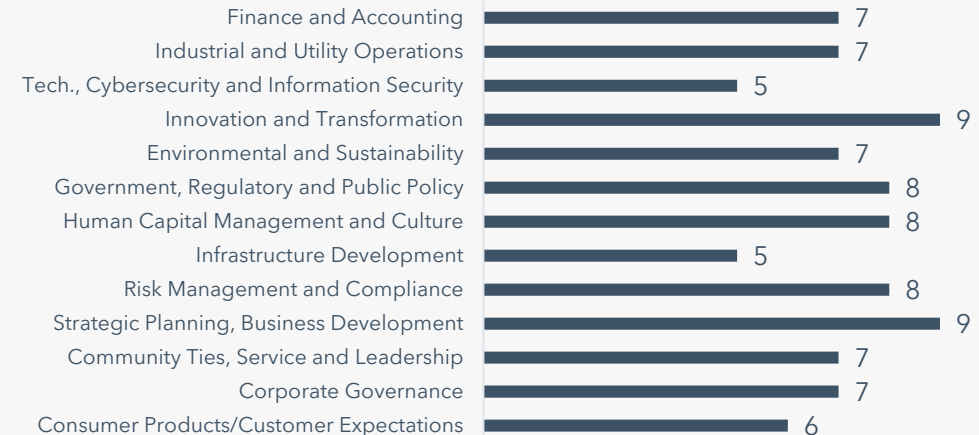 Finance and Accounting 7
Industrial and Utility Operations 7
Tech., Cybersecurity and Information Security 5
Innovation and Transformation 9
Environmental and Sustainability 7
Government, Regulatory and Public Policy 8
Human Capital Management and Culture 8
Infrastructure Development 5
Risk Management and Compliance 8
Strategic Planning, Business Development 9
Community Ties, Service and Leadership 7
Corporate Governance 7
Consumer Products/Customer Expectations 6